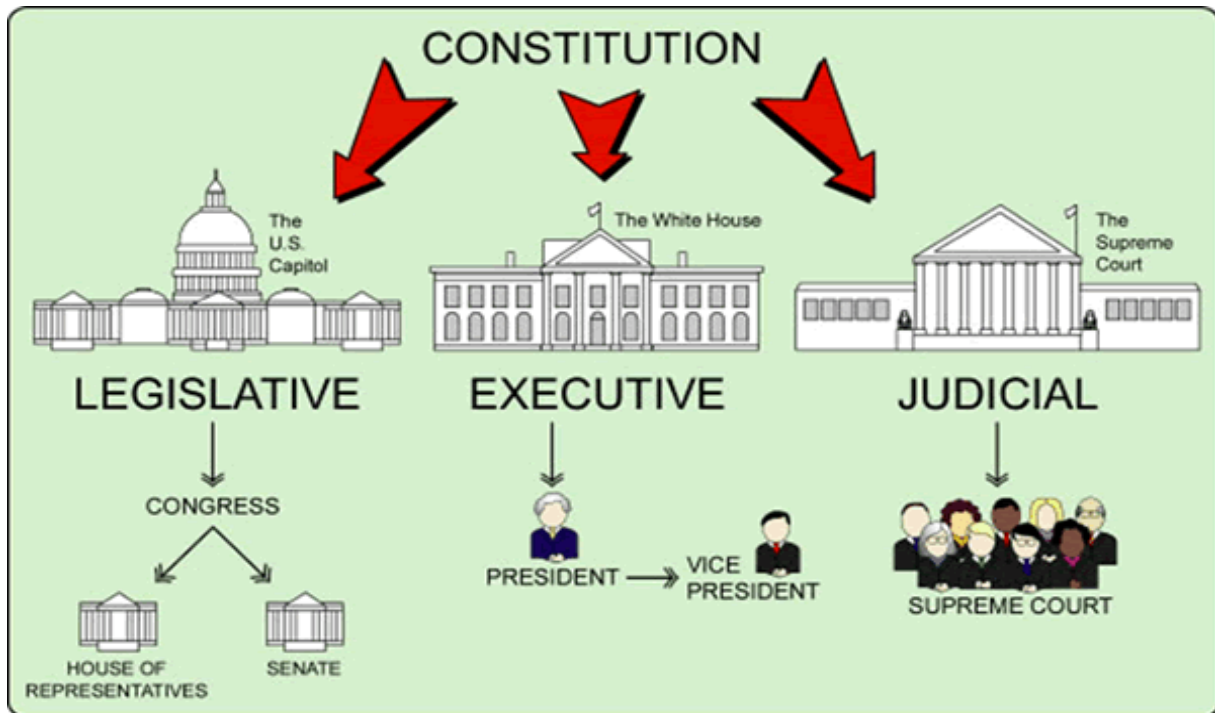 CONSTITUTION
The
U.S.
Capitol
The White House
The
Supreme
Court
LEGISLATIVE
EXECUTIVE
JUDICIAL
CONGRESS
HOUSE OF
REPRESENTATIVES
SENATE
PRESIDENT
VICE
PRESIDENT
SUPREME COURT